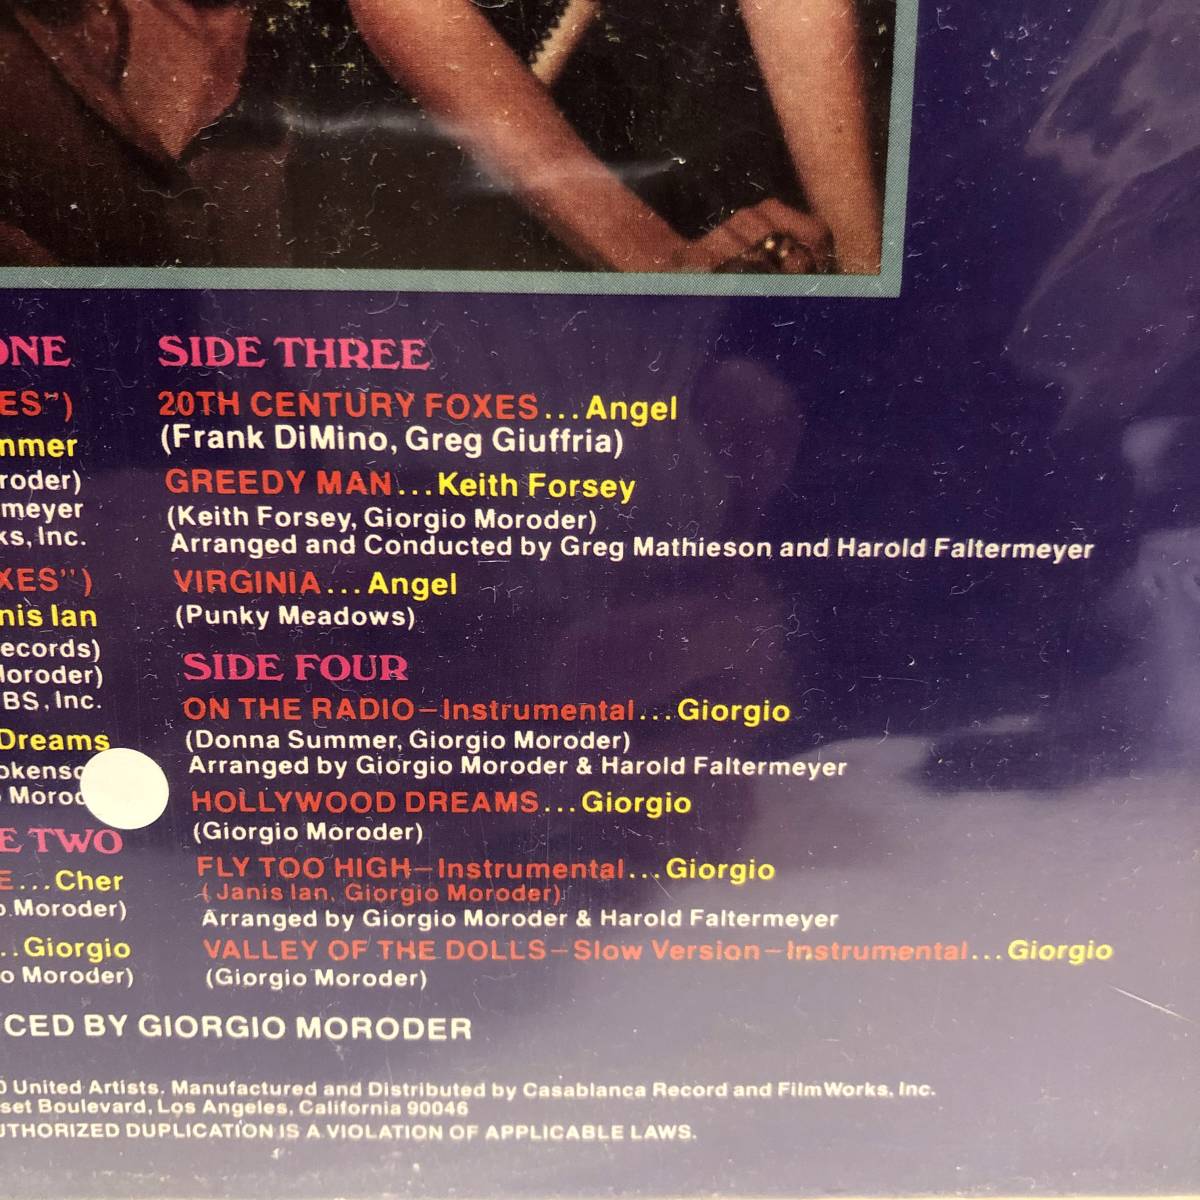 ONE
ES")
mmer
roder)
meyer
ks, Inc.
XES")
nis Ian
ecords)
Moroder)
BS, Inc.
Dreams
okensc
Moroc
E TWO
E...Cher
o Moroder)
...Giorgio
o Moroder)
SIDE THREE
20TH CENTURY FOXES...Angel
(Frank DiMino, Greg Giuffria)
GREEDY MAN...Keith Forsey
(Keith Forsey, Giorgio Moroder)
Arranged and Conducted by Greg Mathieson and Harold Faltermeyer
VIRGINIA...Angel
(Punky Meadows)
SIDE FOUR
ON THE RADIO–Instrumental...Giorgio
(Donna Summer, Giorgio Moroder)
Arranged by Giorgio Moroder & Harold Faltermeyer
HOLLYWOOD DREAMS...Giorgio
(Giorgio Moroder)
FLY TOO HIGH–Instrumental...Giorgio
(Janis Ian, Giorgio Moroder)
Arranged by Giorgio Moroder & Harold Faltermeyer
VALLEY OF THE DOLLS–Slow Version–Instrumental...Giorgio
(Giorgio Moroder)
CED BY GIORGIO MORODER
0 United Artists. Manufactured and Distributed by Casablanca Record and FilmWorks, Inc.
set Boulevard, Los Angeles, California 90046
UTHORIZED DUPLICATION IS A VIOLATION OF APPLICABLE LAWS.